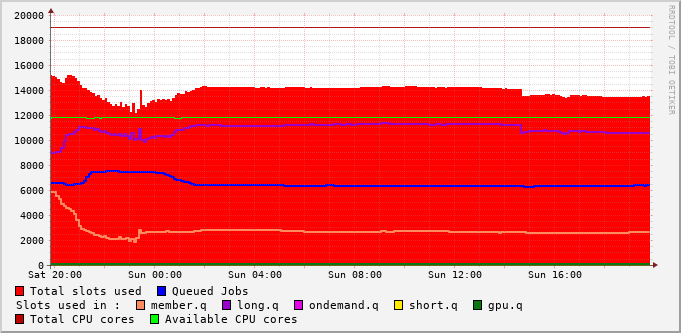 RRDTOOL / TOBI OETIKER
20000
18000
16000
14000
12000
10000
8000
6000
4000
2000
0
Sat 20:00 Sun 00:00 Sun 04:00 Sun 08:00 Sun 12:00 Sun 16:00
Total slots used Queued Jobs
Slots used in : member.q long.q ondemand.q short.q gpu.q
Total CPU cores Available CPU cores